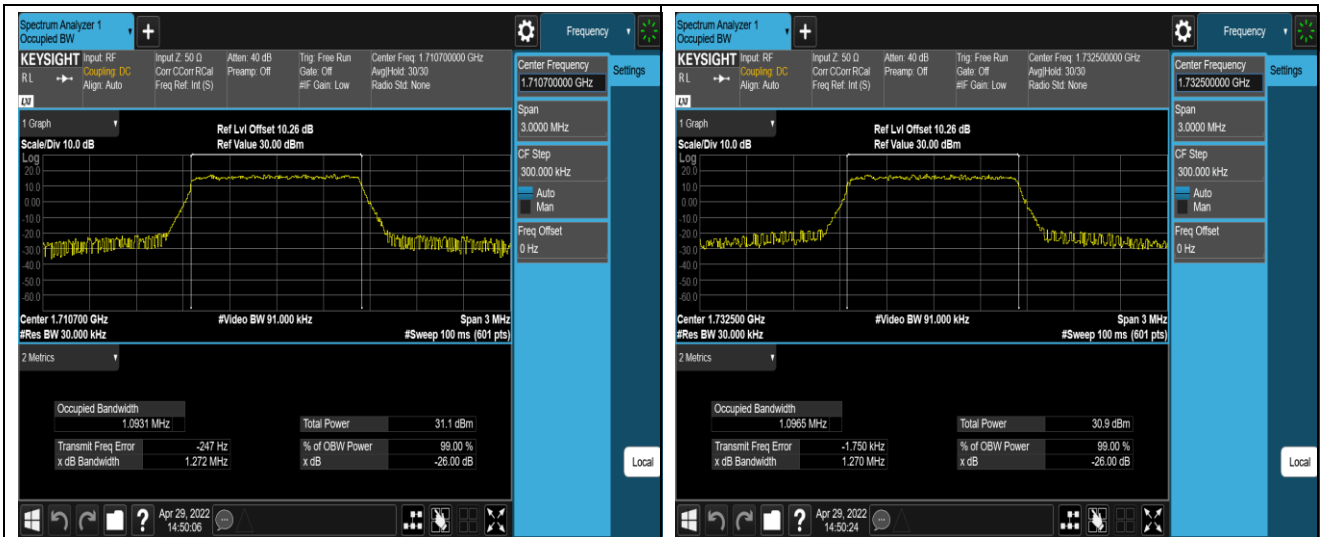 Spectrum Analyzer 1
Occupied BW
+
Frequency
KEYSIGHT Input: RF Input Z: 50 Ω Atten: 40 dB Trig: Free Run Center Freq: 1.710700000 GHz
RL Coupling: DC Corr CCorr RCal Preamp: Off Gate: Off Avg|Hold: 30/30
Align: Auto Freq Ref: Int (S) #IF Gain: Low Radio Std: None
LXI
Center Frequency
1.710700000 GHz
Settings
Span
3.0000 MHz
CF Step
300.000 kHz
Auto
Man
Freq Offset
0 Hz
Local
1 Graph
Ref Lvl Offset 10.26 dB
Scale/Div 10.0 dB Ref Value 30.00 dBm
Log
20.0
10.0
0.00
-10.0
-20.0
-30.0
-40.0
-50.0
-60.0
Center 1.710700 GHz #Video BW 91.000 kHz Span 3 MHz
#Res BW 30.000 kHz #Sweep 100 ms (601 pts)
2 Metrics
Occupied Bandwidth
1.0931 MHz Total Power 31.1 dBm
Transmit Freq Error -247 Hz % of OBW Power 99.00 %
x dB Bandwidth 1.272 MHz x dB -26.00 dB
? Apr 29, 2022
14:50:06
Spectrum Analyzer 1
Occupied BW
+
Frequency
KEYSIGHT Input: RF Input Z: 50 Ω Atten: 40 dB Trig: Free Run Center Freq: 1.732500000 GHz
RL Coupling: DC Corr CCorr RCal Preamp: Off Gate: Off Avg|Hold: 30/30
Align: Auto Freq Ref: Int (S) #IF Gain: Low Radio Std: None
LXI
Center Frequency
1.732500000 GHz
Settings
Span
3.0000 MHz
CF Step
300.000 kHz
Auto
Man
Freq Offset
0 Hz
Local
1 Graph
Ref Lvl Offset 10.26 dB
Scale/Div 10.0 dB Ref Value 30.00 dBm
Log
20.0
10.0
0.00
-10.0
-20.0
-30.0
-40.0
-50.0
-60.0
Center 1.732500 GHz #Video BW 91.000 kHz Span 3 MHz
#Res BW 30.000 kHz #Sweep 100 ms (601 pts)
2 Metrics
Occupied Bandwidth
1.0965 MHz Total Power 30.9 dBm
Transmit Freq Error -1.750 kHz % of OBW Power 99.00 %
x dB Bandwidth 1.270 MHz x dB -26.00 dB
? Apr 29, 2022
14:50:24